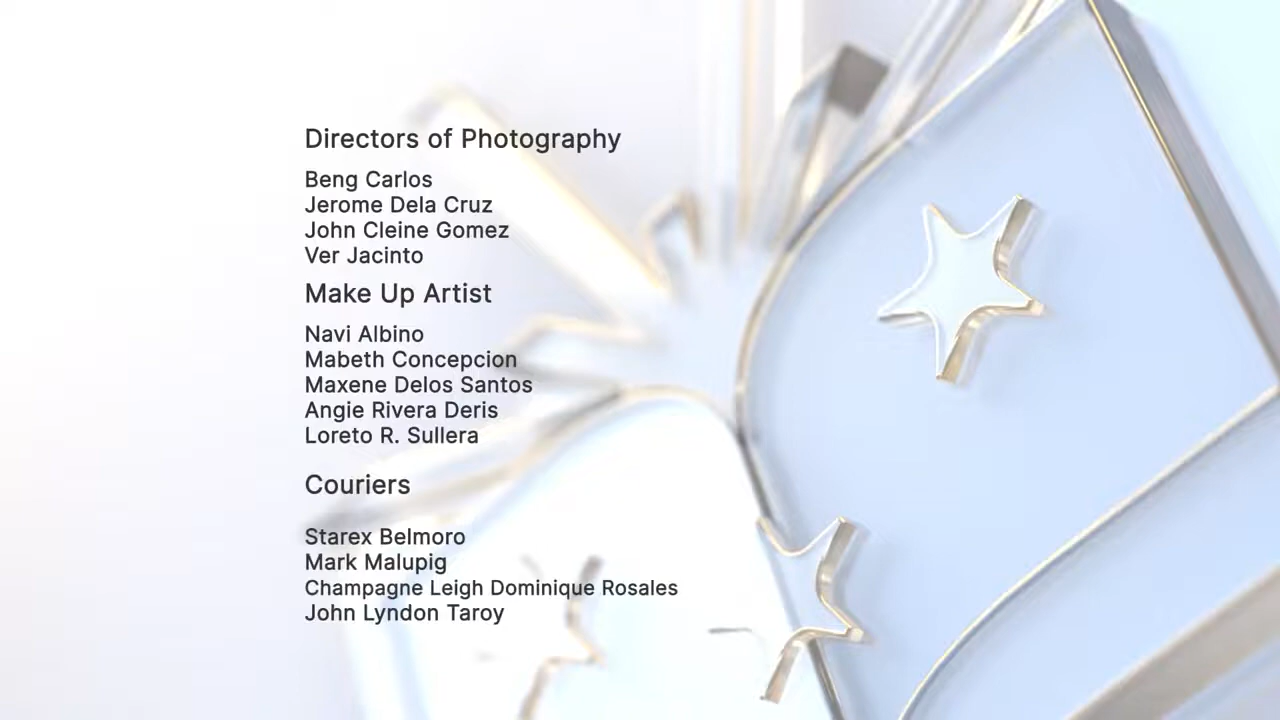 Directors of Photography
Beng Carlos
Jerome Dela Cruz
John Cleine Gomez
Ver Jacinto
Make Up Artist
Navi Albino
Mabeth Concepcion
Maxene Delos Santos
Angie Rivera Deris
Loreto R. Sullera
Couriers
Starex Belmoro
Mark Malupig
Champagne Leigh Dominique Rosales
John Lyndon Taroy